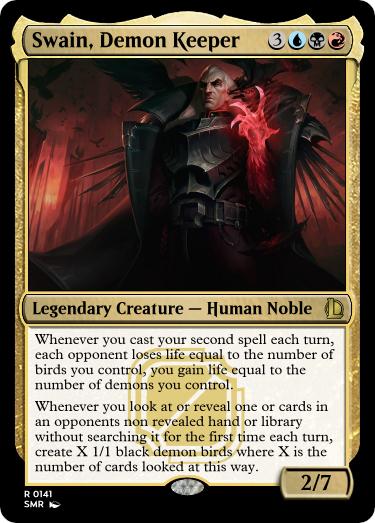 Swain, Demon Keeper 3
Legendary Creature — Human Noble
Whenever you cast your second spell each turn,
each opponent loses life equal to the number of
birds you control, you gain life equal to the
number of demons you control.
Whenever you look at or reveal one or cards in
an opponents non revealed hand or library
without searching it for the first time each turn,
create X 1/1 black demon birds where X is the
number of cards looked at this way.
2/7
R 0141
SMR